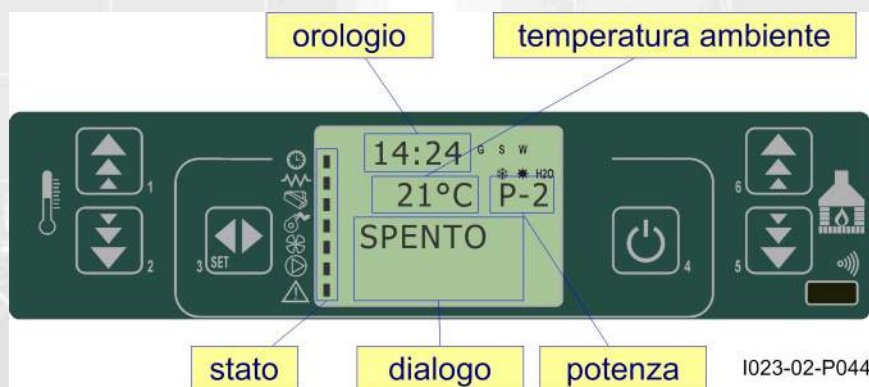 orologio
temperatura ambiente
14:24 G S W
H2O
21°C P-2
SPENTO
1
2
3 SET
4
6
5
stato
dialogo
potenza
I023-02-P044